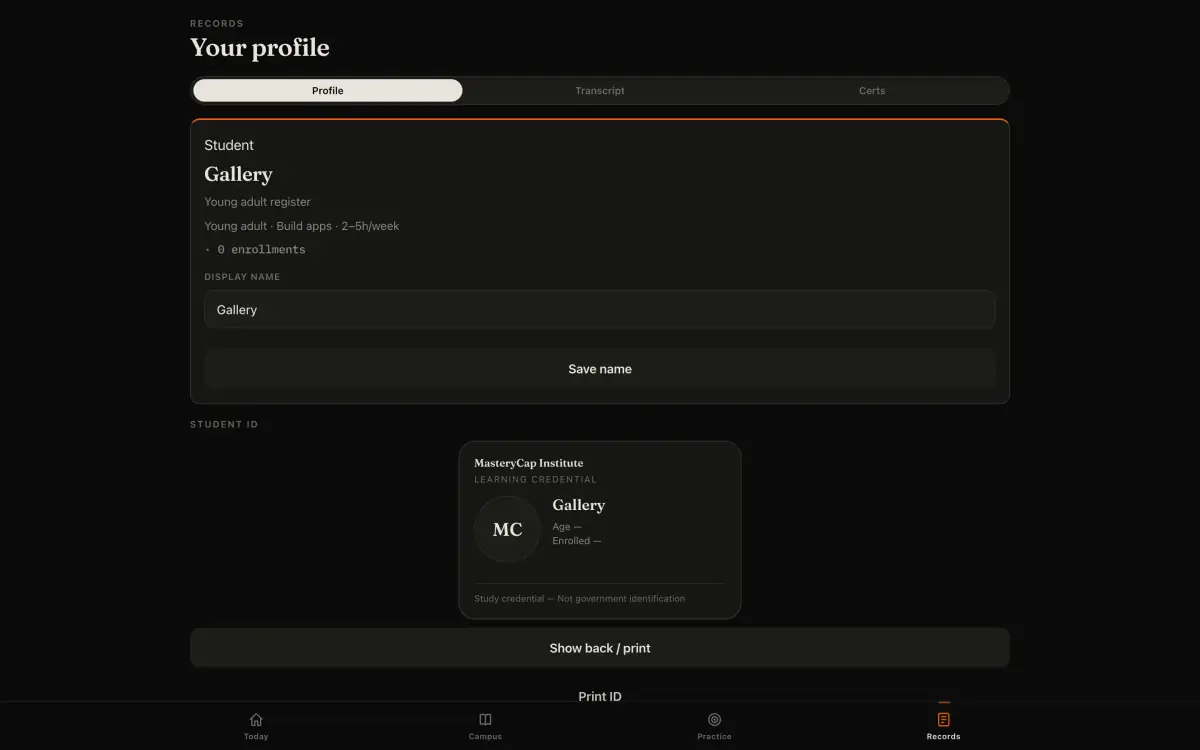 RECORDS
Your profile
Profile
Transcript
Certs
Student
Gallery
Young adult register
Young adult · Build apps · 2–5h/week
· 0 enrollments
DISPLAY NAME
Gallery
Save name
STUDENT ID
MasteryCap Institute
LEARNING CREDENTIAL
MC
Gallery
Age —
Enrolled —
Study credential — Not government identification
Show back / print
Print ID
Today
Campus
Practice
Records